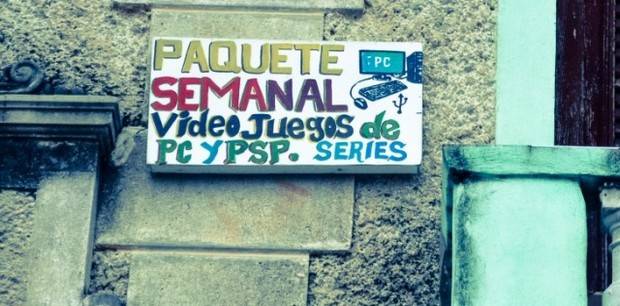 PAQUETE
PC
SEMANAL
VideoJuegos de
PC Y PSP. SERIES